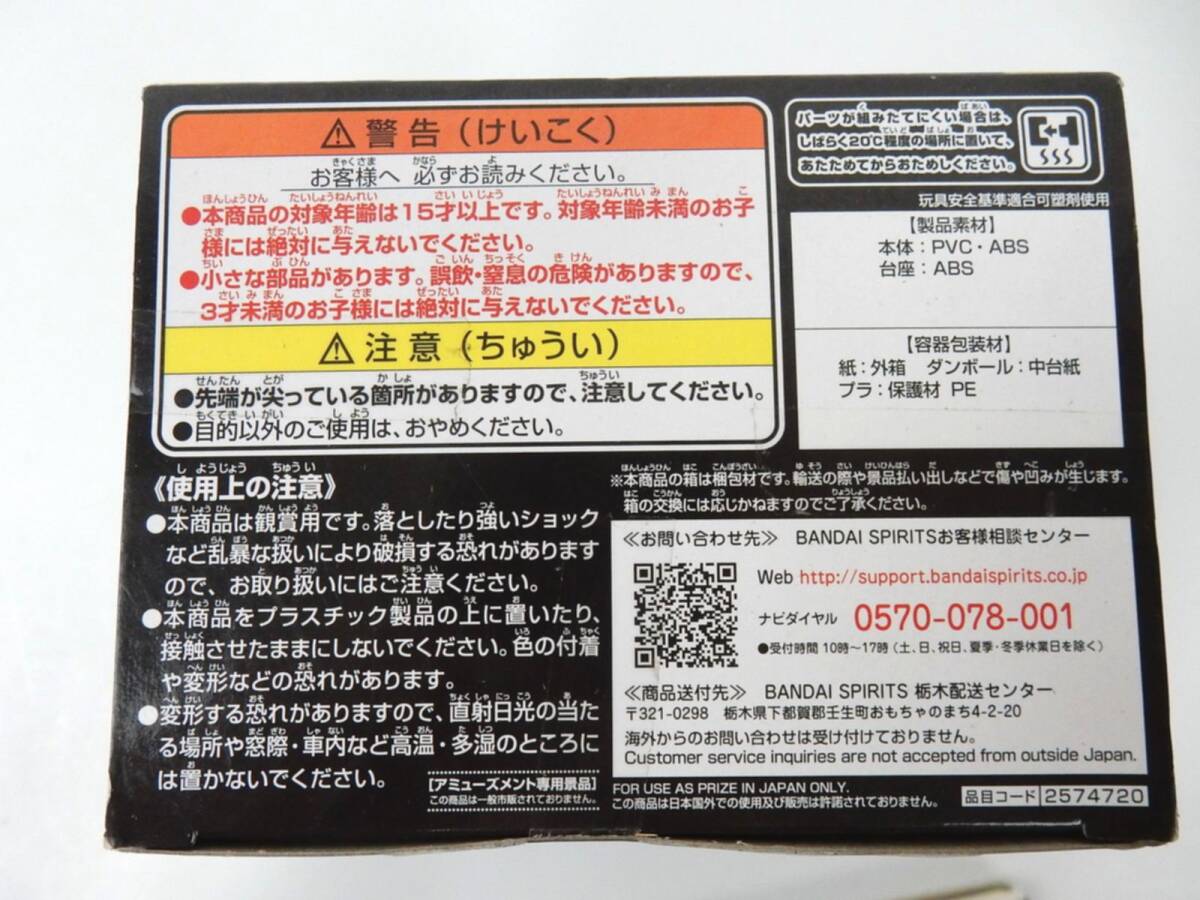 ⚠警告(けいこく)
お客様へ 必ずお読みください。
●本商品の対象年齢は15才以上です。対象年齢未満のお子
様には絶対に与えないでください。
●小さな部品があります。誤飲・窒息の危険がありますので、
3才未満のお子様には絶対に与えないでください。
⚠注意(ちゅうい)
●先端が尖っている箇所がありますので、注意してください。
●目的以外のご使用は、おやめください。
パーツが組みたてにくい場合は、
しばらく20℃程度の場所に置いて、
あたためてからおためしください。
玩具安全基準適合可塑剤使用
【製品素材】
本体:PVC・ABS
台座:ABS
【容器包装材】
紙:外箱 ダンボール:中台紙
プラ:保護材 PE
《使用上の注意》
●本商品は観賞用です。落としたり強いショック
など乱暴な扱いにより破損する恐れがあります
ので、お取り扱いにはご注意ください。
●本商品をプラスチック製品の上に置いたり、
接触させたままにしないでください。色の付着
や変形などの恐れがあります。
●変形する恐れがありますので、直射日光の当た
る場所や窓際・車内など高温・多湿のところに
は置かないでください。
[アミューズメント専用景品]
この商品は一般市販されておりません。
※本商品の箱は梱包材です。輸送の際や景品払い出しなどで傷や凹みが生じます。
箱の交換には応じかねますのでご了承ください。
≪お問い合わせ先≫ BANDAI SPIRITSお客様相談センター
Web http://support.bandaispirits.co.jp
ナビダイヤル 0570-078-001
●受付時間 10時〜17時(土、日、祝日、夏季・冬季休業日を除く)
≪商品送付先≫ BANDAI SPIRITS 栃木配送センター
〒321-0298 栃木県下都賀郡壬生町おもちゃのまち4-2-20
海外からのお問い合わせは受け付けておりません。
Customer service inquiries are not accepted from outside Japan.
FOR USE AS PRIZE IN JAPAN ONLY.
この商品は日本国外での使用及び販売は許諾されておりません。
品目コード 2574720